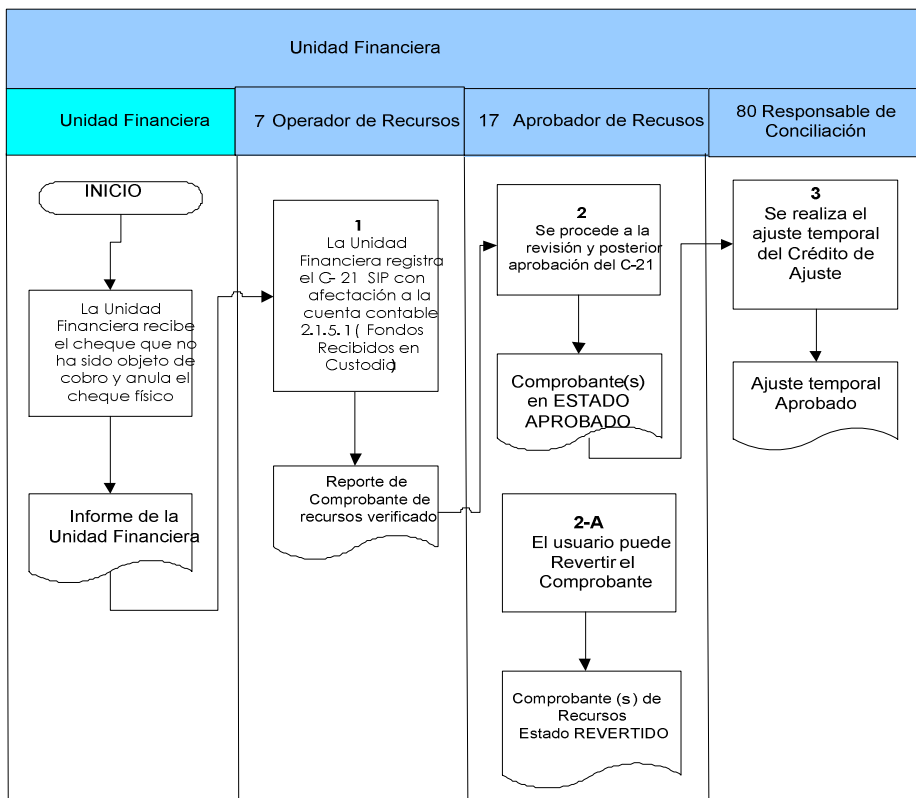 Unidad Financiera
Unidad Financiera
7 Operador de Recursos
17 Aprobador de Recusos
80 Responsable de
Conciliación
INICIO
La Unidad
Financiera recibe
el cheque que no
ha sido objeto de
cobro y anula el
cheque físico
Informe de la
Unidad Financiera
1
La Unidad
Financiera registra
el C- 21 SIP con
afectación a la
cuenta contable
2.1.5.1 ( Fondos
Recibidos en
Custodia)
Reporte de
Comprobante de
recursos verificado
2
Se procede a la
revisión y posterior
aprobación del C-21
Comprobante(s)
en ESTADO
APROBADO
2-A
El usuario puede
Revertir el
Comprobante
Comprobante (s) de
Recursos
Estado REVERTIDO
3
Se realiza el
ajuste temporal
del Crédito de
Ajuste
Ajuste temporal
Aprobado